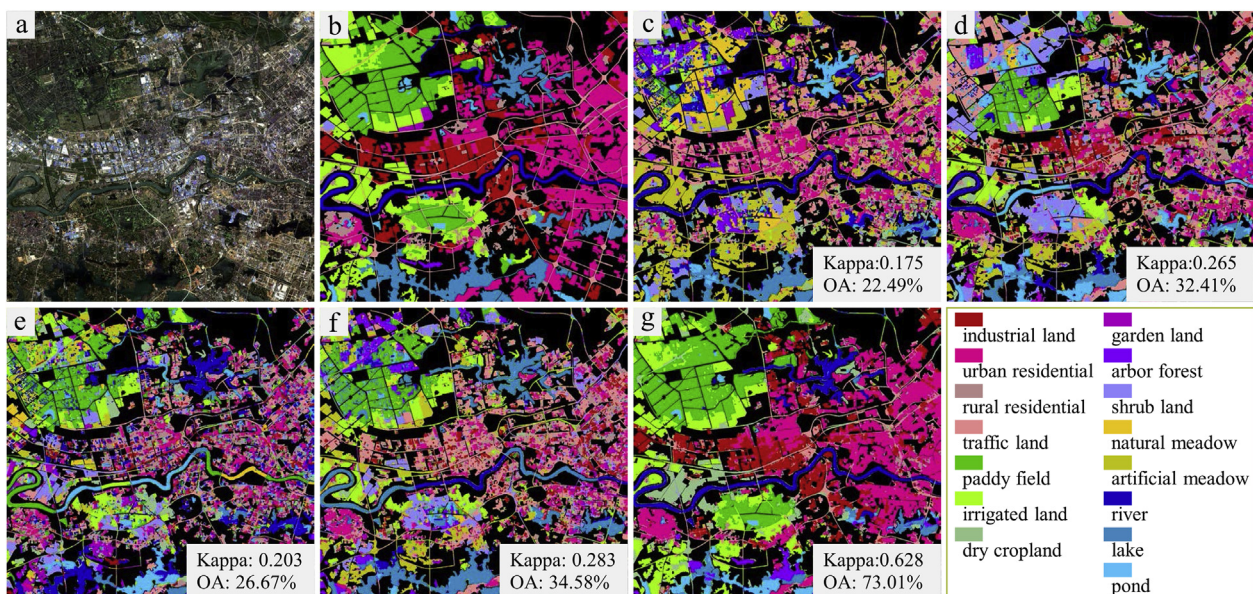 a
b
c
d
Kappa:0.175
OA: 22.49%
Kappa:0.265
OA: 32.41%
e
f
g
Kappa: 0.203
OA: 26.67%
Kappa: 0.283
OA: 34.58%
Kappa:0.628
OA: 73.01%
industrial land
urban residential
rural residential
traffic land
paddy field
irrigated land
dry cropland
garden land
arbor forest
shrub land
natural meadow
artificial meadow
river
lake
pond